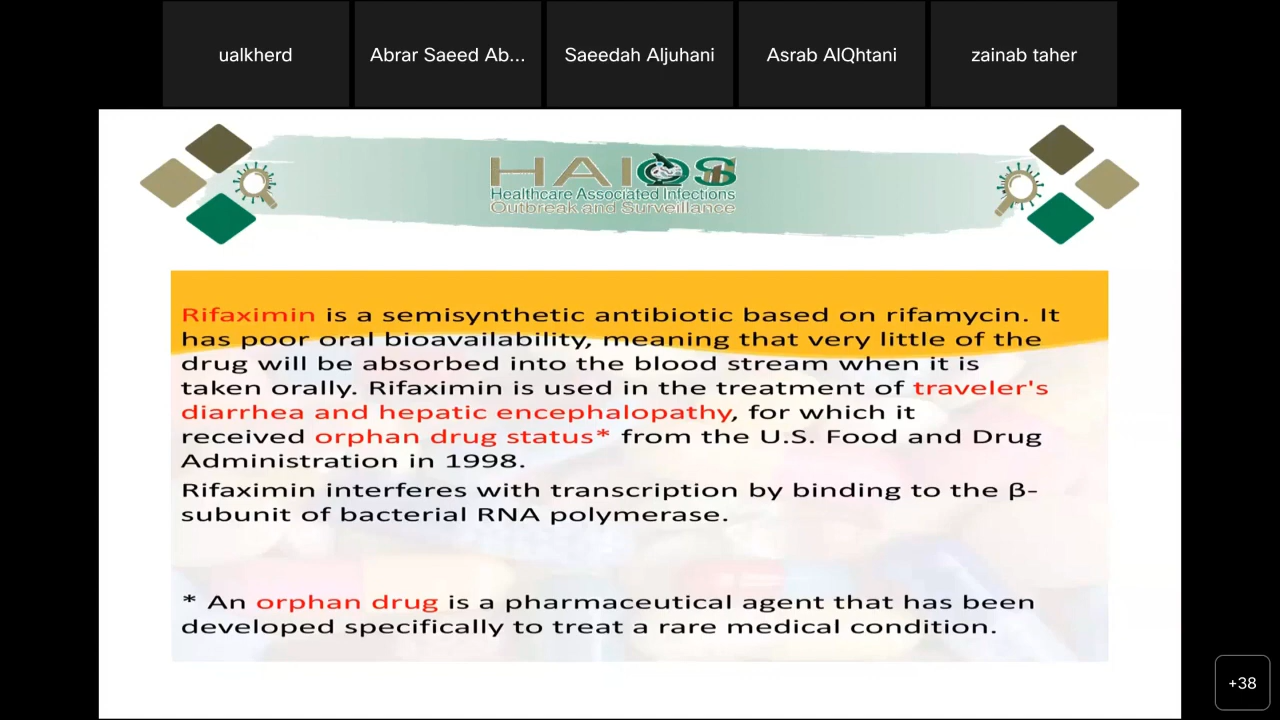 ualkherd
Abrar Saeed Ab...
Saeedah Aljuhani
Asrab AlQhtani
zainab taher
HAIOS
Healthcare Associated Infections
Outbreak and Surveillance
Rifaximin is a semisynthetic antibiotic based on rifamycin. It
has poor oral bioavailability, meaning that very little of the
drug will be absorbed into the blood stream when it is
taken orally. Rifaximin is used in the treatment of traveler's
diarrhea and hepatic encephalopathy, for which it
received orphan drug status* from the U.S. Food and Drug
Administration in 1998.
Rifaximin interferes with transcription by binding to the β-
subunit of bacterial RNA polymerase.
* An orphan drug is a pharmaceutical agent that has been
developed specifically to treat a rare medical condition.
+38